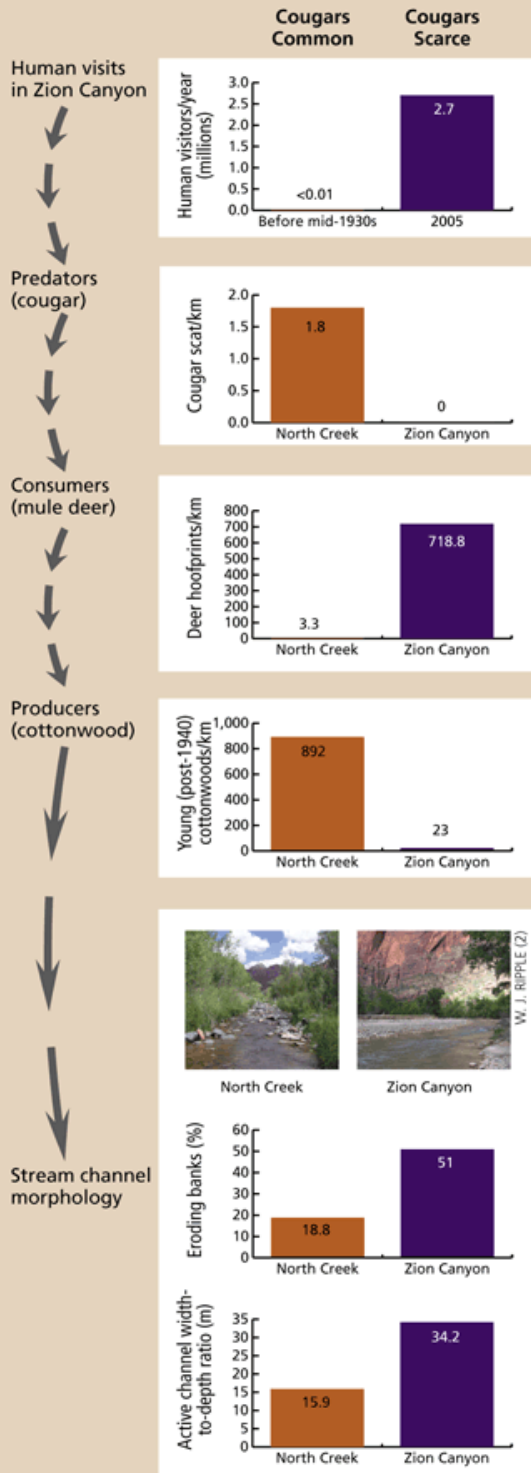 Cougars
Common
Cougars
Scarce
Human visits
in Zion Canyon
Human visitors/year
(millions)
3.0
2.5
2.0
1.5
1.0
0.5
0.0
<0.01
2.7
Before mid-1930s
2005
Predators
(cougar)
Cougar scat/km
2.0
1.5
1.0
0.5
0.0
1.8
0
North Creek
Zion Canyon
Consumers
(mule deer)
Deer hoofprints/km
800
700
600
500
400
300
200
100
0
3.3
718.8
North Creek
Zion Canyon
Producers
(cottonwood)
Young (post-1940)
cottonwoods/km
1,000
800
600
400
200
0
892
23
North Creek
Zion Canyon
W. J. RIPPLE (2)
North Creek
Zion Canyon
Stream channel
morphology
Eroding banks (%)
60
50
40
30
20
10
0
18.8
51
North Creek
Zion Canyon
Active channel width-
to-depth ratio (m)
35
30
25
20
15
10
5
0
15.9
34.2
North Creek
Zion Canyon